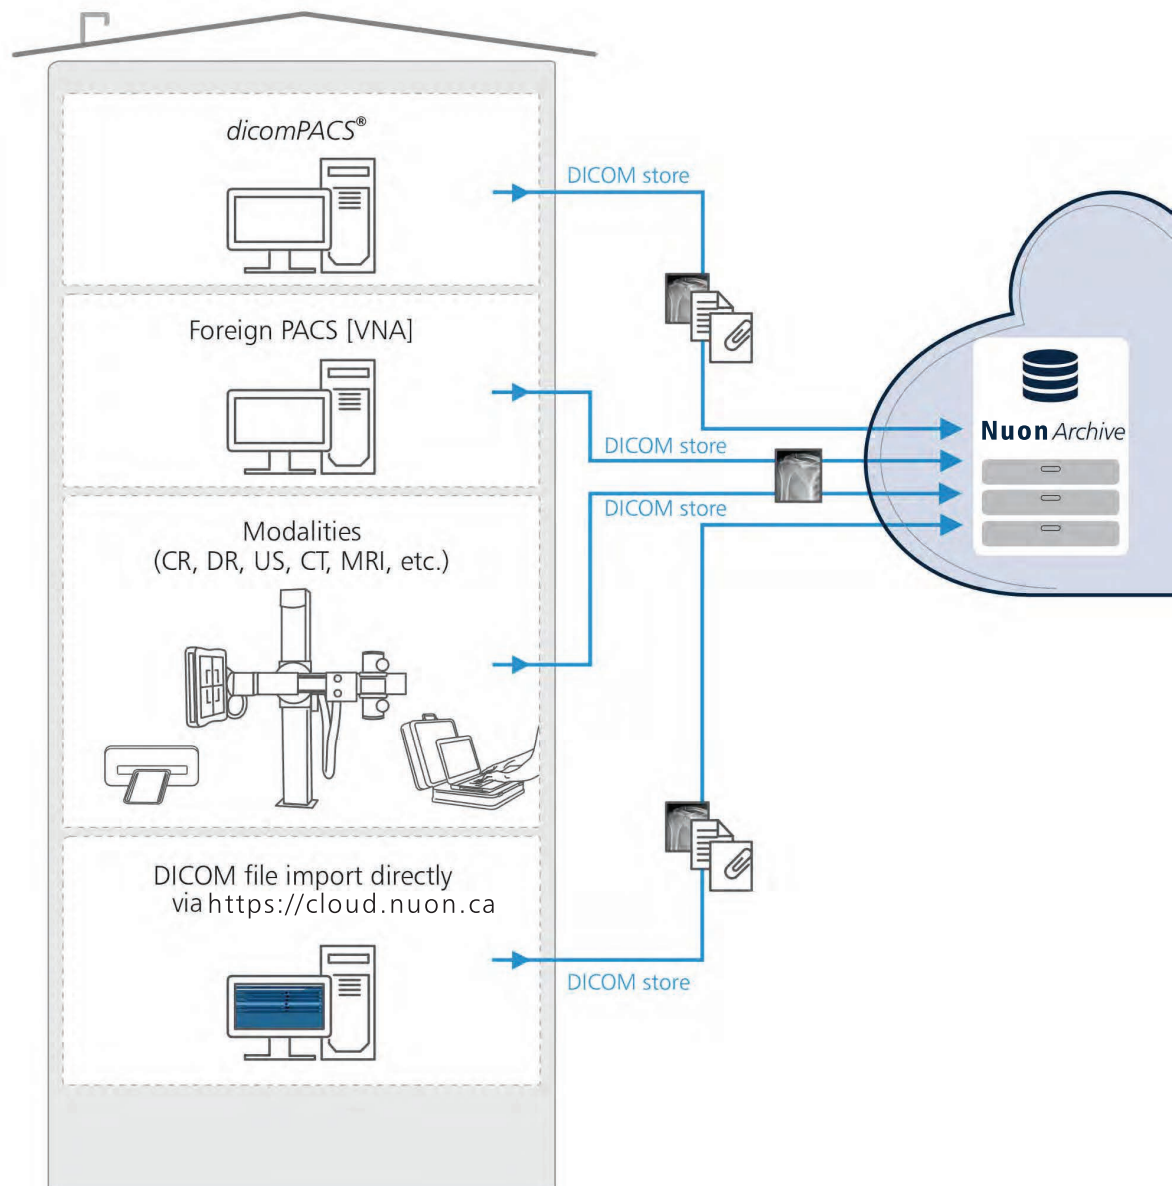 dicomPACS®
DICOM store
Foreign PACS [VNA]
DICOM store
Nuon Archive
Modalities
(CR, DR, US, CT, MRI, etc.)
DICOM store
DICOM file import directly
via https://cloud.nuon.ca
DICOM store